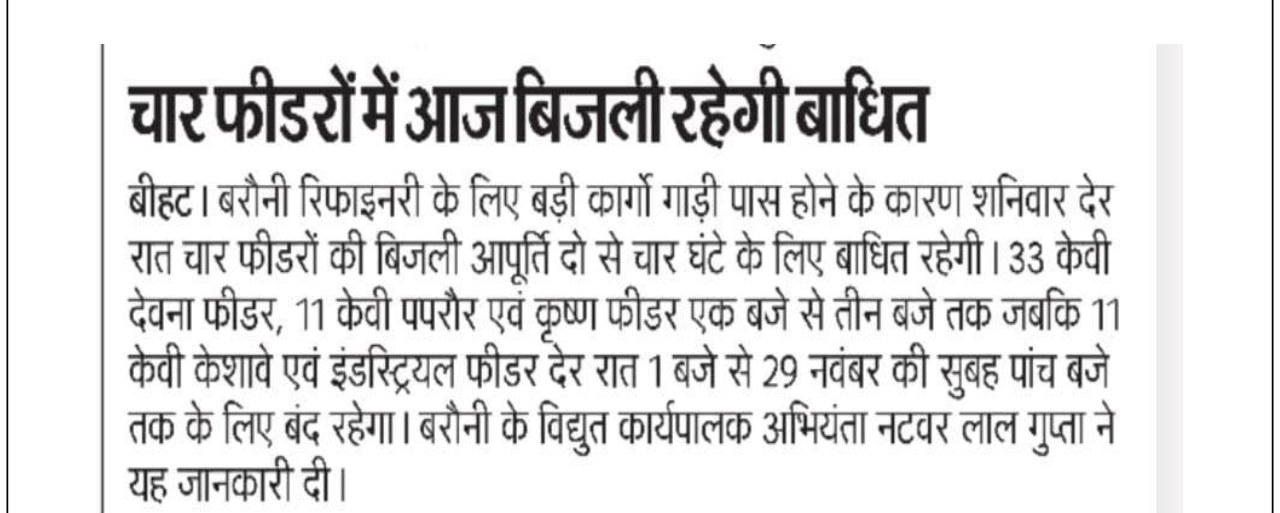 चार फीडरों में आज बिजली रहेगी बाधित
बीहट। बरौनी रिफाइनरी के लिए बड़ी कार्गो गाड़ी पास होने के कारण शनिवार देर
रात चार फीडरों की बिजली आपूर्ति दो से चार घंटे के लिए बाधित रहेगी। 33 केवी
देवना फीडर, 11 केवी पपरौर एवं कृष्ण फीडर एक बजे से तीन बजे तक जबकि 11
केवी केशावे एवं इंडस्ट्रियल फीडर देर रात 1 बजे से 29 नवंबर की सुबह पांच बजे
तक के लिए बंद रहेगा। बरौनी के विद्युत कार्यपालक अभियंता नटवर लाल गुप्ता ने
यह जानकारी दी।